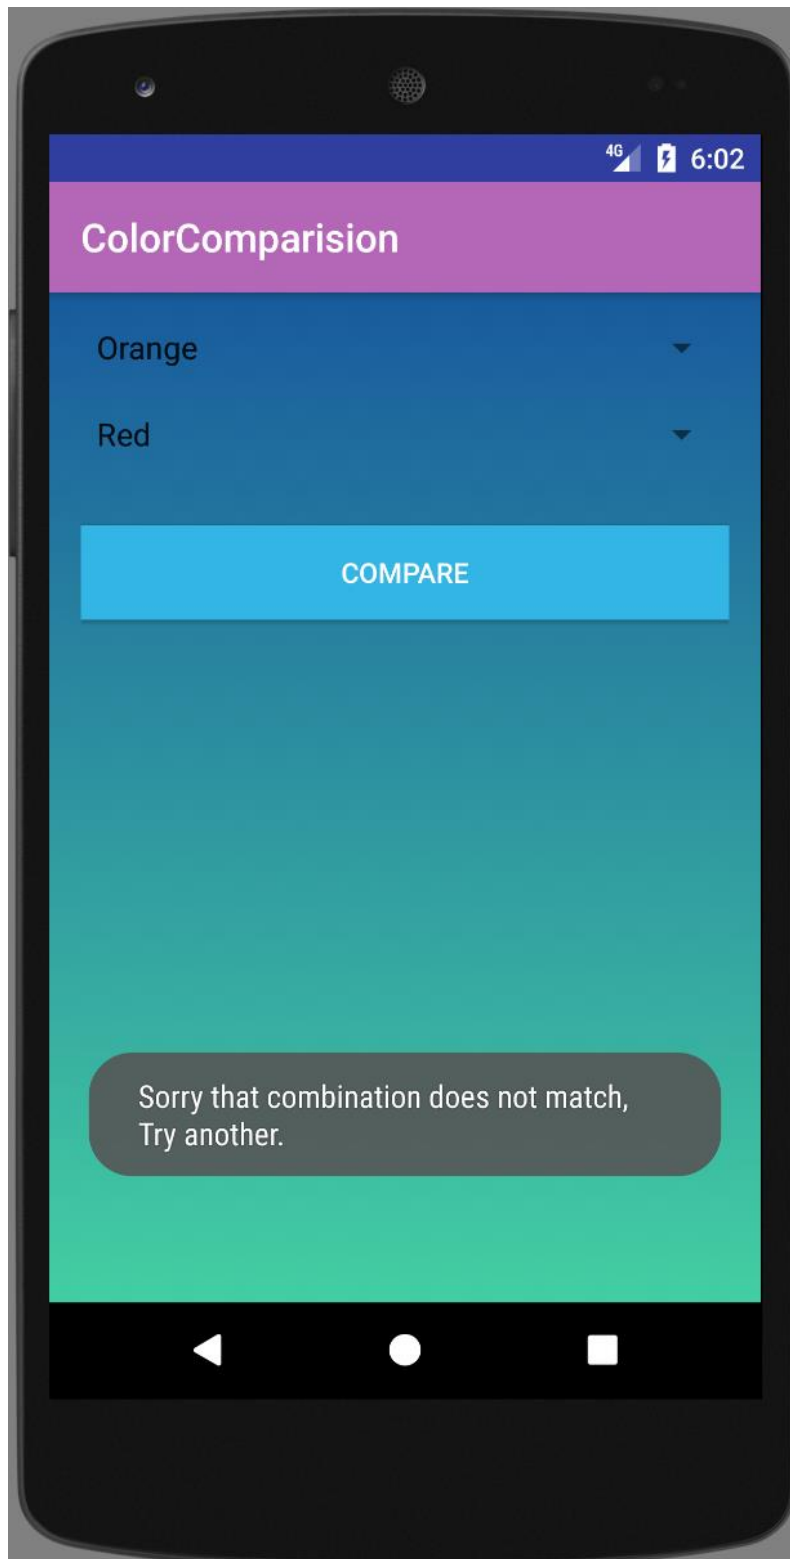 4G 6:02
ColorComparision
Orange
Red
COMPARE
Sorry that combination does not match,
Try another.